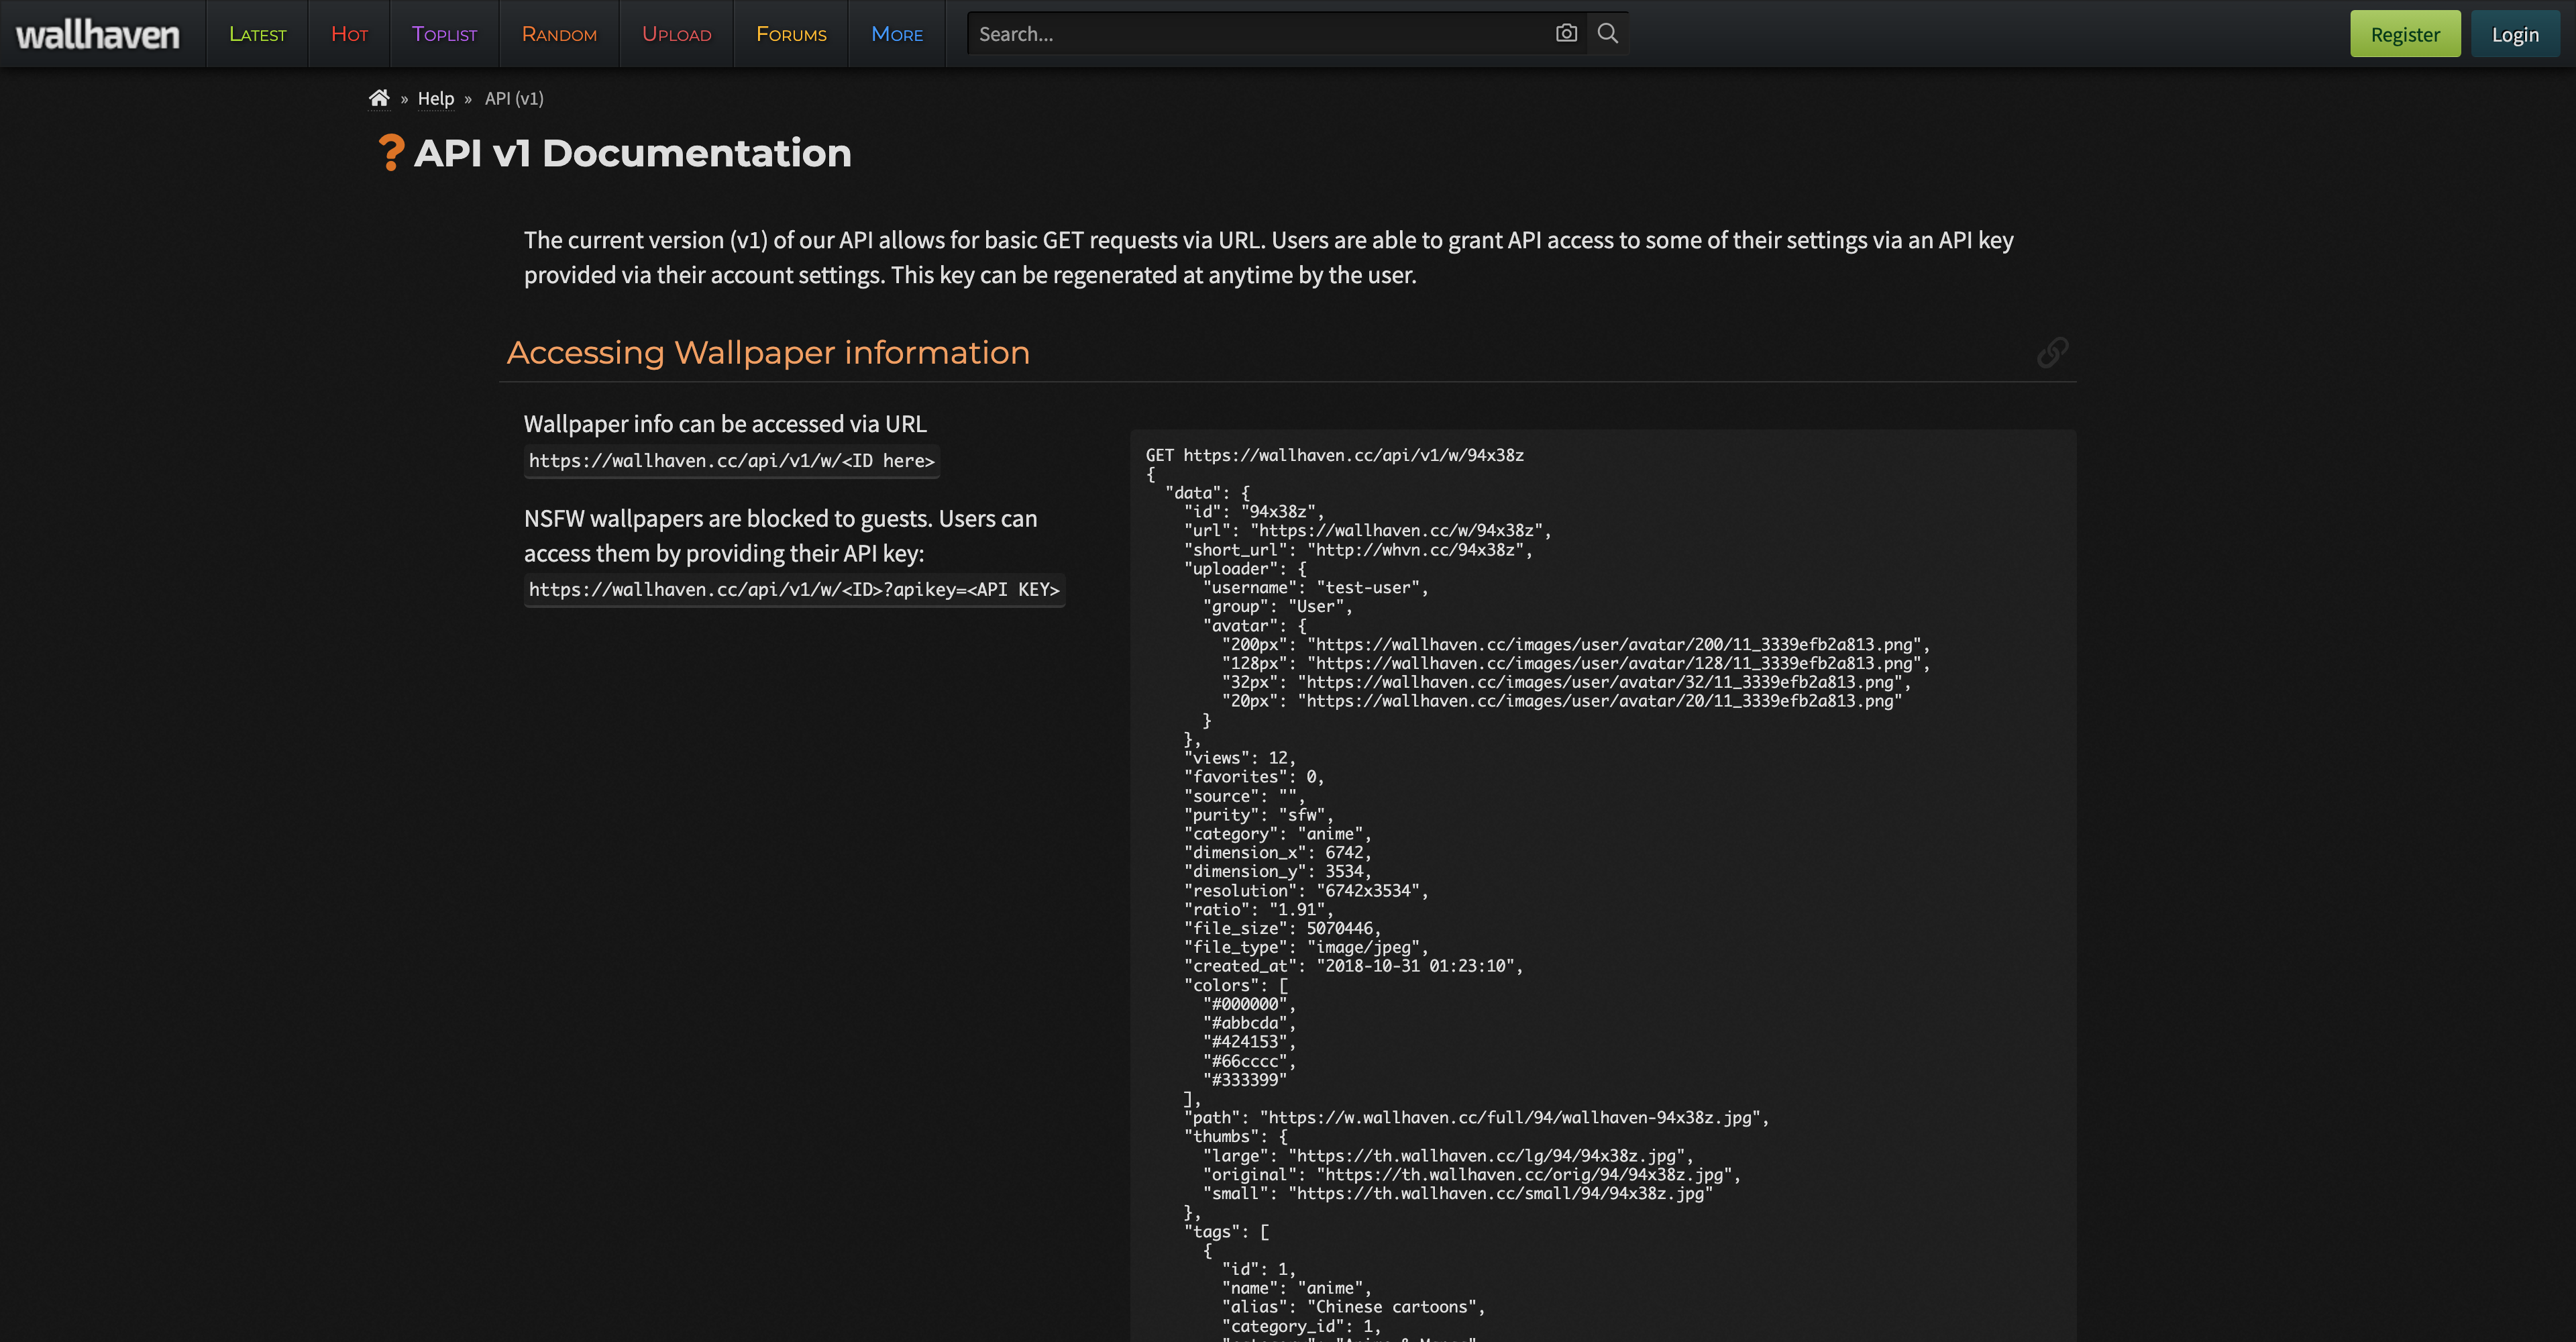 wallhaven Latest Hot Toplist Random Upload Forums More Search... Register Login
» Help » API (v1)
? API v1 Documentation
The current version (v1) of our API allows for basic GET requests via URL. Users are able to grant API access to some of their settings via an API key
provided via their account settings. This key can be regenerated at anytime by the user.
Accessing Wallpaper information
Wallpaper info can be accessed via URL
https://wallhaven.cc/api/v1/w/<ID here>
NSFW wallpapers are blocked to guests. Users can
access them by providing their API key:
https://wallhaven.cc/api/v1/w/<ID>?apikey=<API KEY>
GET https://wallhaven.cc/api/v1/w/94x38z
{
  "data": {
    "id": "94x38z",
    "url": "https://wallhaven.cc/w/94x38z",
    "short_url": "http://whvn.cc/94x38z",
    "uploader": {
      "username": "test-user",
      "group": "User",
      "avatar": {
        "200px": "https://wallhaven.cc/images/user/avatar/200/11_3339efb2a813.png",
        "128px": "https://wallhaven.cc/images/user/avatar/128/11_3339efb2a813.png",
        "32px": "https://wallhaven.cc/images/user/avatar/32/11_3339efb2a813.png",
        "20px": "https://wallhaven.cc/images/user/avatar/20/11_3339efb2a813.png"
      }
    },
    "views": 12,
    "favorites": 0,
    "source": "",
    "purity": "sfw",
    "category": "anime",
    "dimension_x": 6742,
    "dimension_y": 3534,
    "resolution": "6742x3534",
    "ratio": "1.91",
    "file_size": 5070446,
    "file_type": "image/jpeg",
    "created_at": "2018-10-31 01:23:10",
    "colors": [
      "#000000",
      "#abbcda",
      "#424153",
      "#66cccc",
      "#333399"
    ],
    "path": "https://w.wallhaven.cc/full/94/wallhaven-94x38z.jpg",
    "thumbs": {
      "large": "https://th.wallhaven.cc/lg/94/94x38z.jpg",
      "original": "https://th.wallhaven.cc/orig/94/94x38z.jpg",
      "small": "https://th.wallhaven.cc/small/94/94x38z.jpg"
    },
    "tags": [
      {
        "id": 1,
        "name": "anime",
        "alias": "Chinese cartoons",
        "category_id": 1,